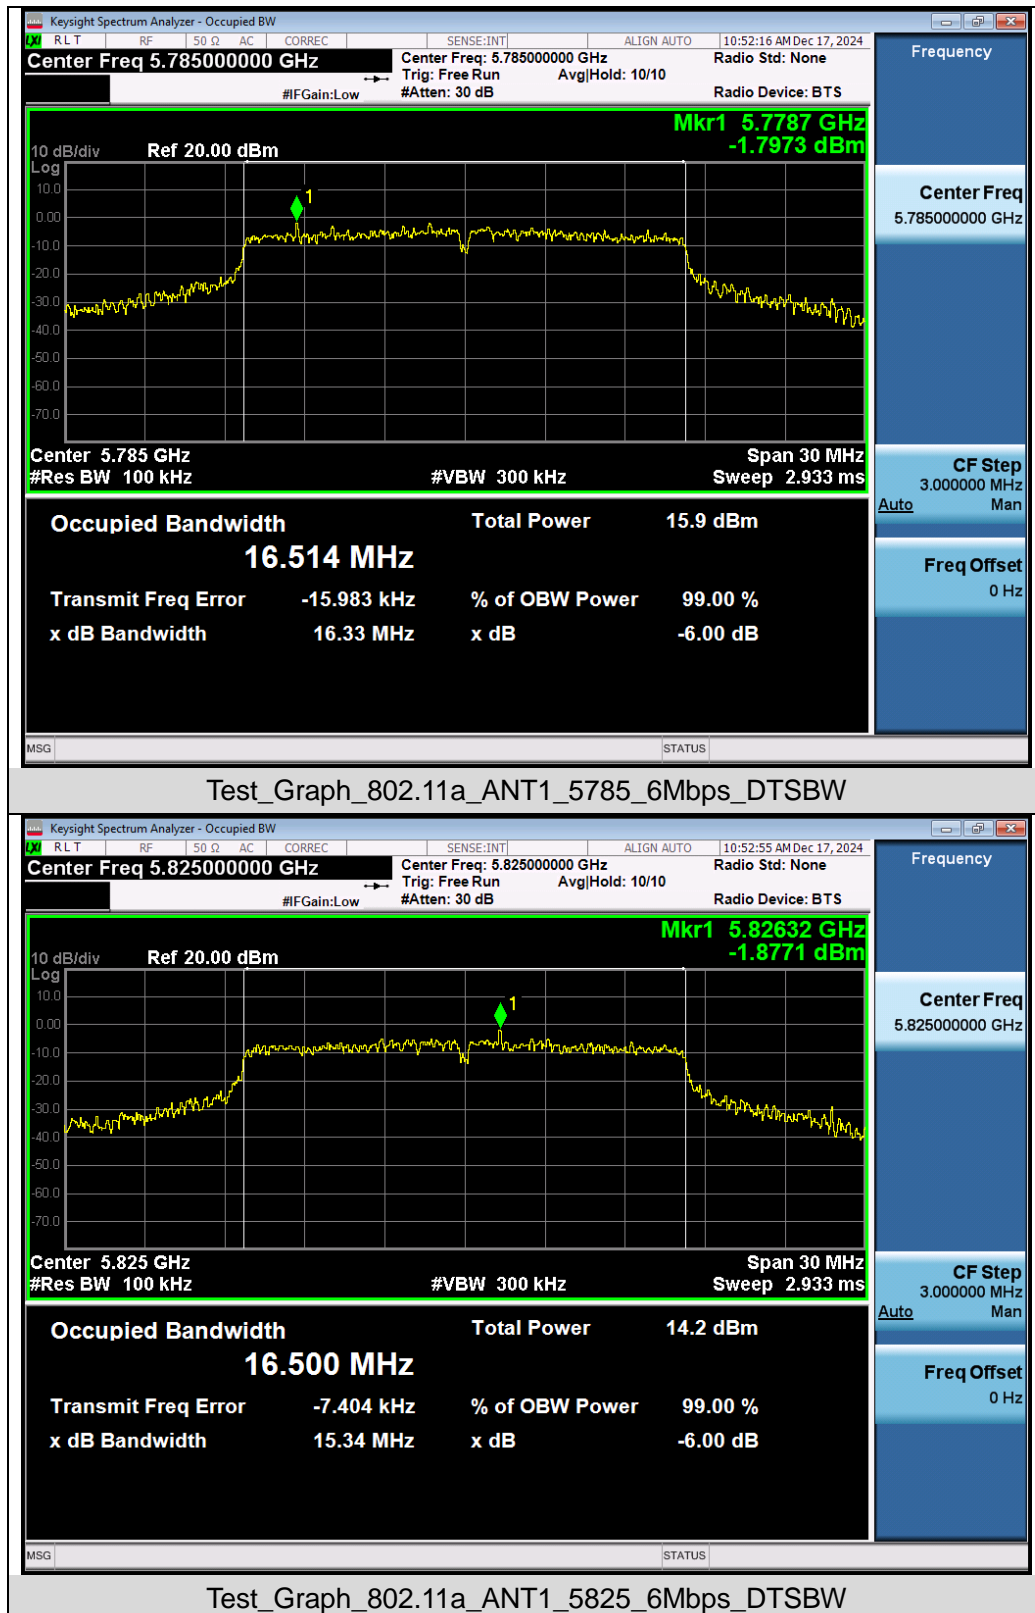 Keysight Spectrum Analyzer - Occupied BW
LXI RLT RF 50 Ω AC CORREC SENSE:INT ALIGN AUTO 10:52:16 AM Dec 17, 2024
Center Freq 5.785000000 GHz
Center Freq: 5.785000000 GHz
Radio Std: None
Trig: Free Run Avg|Hold: 10/10
#IFGain:Low #Atten: 30 dB Radio Device: BTS
Frequency
Mkr1 5.7787 GHz
-1.7973 dBm
10 dB/div Ref 20.00 dBm
Log
10.0
0.00
-10.0
-20.0
-30.0
-40.0
-50.0
-60.0
-70.0
1
Center 5.785 GHz Span 30 MHz
#Res BW 100 kHz #VBW 300 kHz Sweep 2.933 ms
Center Freq
5.785000000 GHz
CF Step
3.000000 MHz
Auto Man
Freq Offset
0 Hz
Occupied Bandwidth Total Power 15.9 dBm
16.514 MHz
Transmit Freq Error -15.983 kHz % of OBW Power 99.00 %
x dB Bandwidth 16.33 MHz x dB -6.00 dB
MSG STATUS
Test_Graph_802.11a_ANT1_5785_6Mbps_DTSBW
Keysight Spectrum Analyzer - Occupied BW
LXI RLT RF 50 Ω AC CORREC SENSE:INT ALIGN AUTO 10:52:55 AM Dec 17, 2024
Center Freq 5.825000000 GHz
Center Freq: 5.825000000 GHz
Radio Std: None
Trig: Free Run Avg|Hold: 10/10
#IFGain:Low #Atten: 30 dB Radio Device: BTS
Frequency
Mkr1 5.82632 GHz
-1.8771 dBm
10 dB/div Ref 20.00 dBm
Log
10.0
0.00
-10.0
-20.0
-30.0
-40.0
-50.0
-60.0
-70.0
1
Center 5.825 GHz Span 30 MHz
#Res BW 100 kHz #VBW 300 kHz Sweep 2.933 ms
Center Freq
5.825000000 GHz
CF Step
3.000000 MHz
Auto Man
Freq Offset
0 Hz
Occupied Bandwidth Total Power 14.2 dBm
16.500 MHz
Transmit Freq Error -7.404 kHz % of OBW Power 99.00 %
x dB Bandwidth 15.34 MHz x dB -6.00 dB
MSG STATUS
Test_Graph_802.11a_ANT1_5825_6Mbps_DTSBW